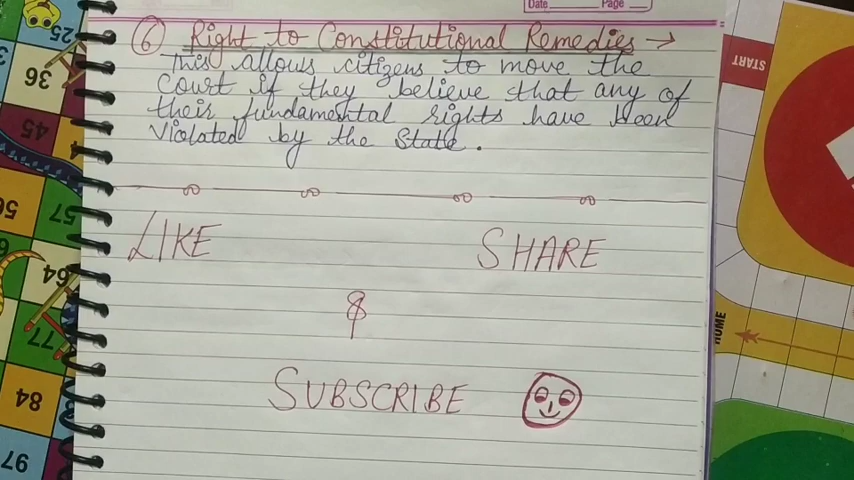 Date Page
⑥ Right to Constitutional Remedies →
This allows citizens to move the
Court if they believe that any of
their fundamental rights have been
violated by the State.
LIKE SHARE
&
SUBSCRIBE
25
36
45
56
57
64
77
84
97
START
HOME